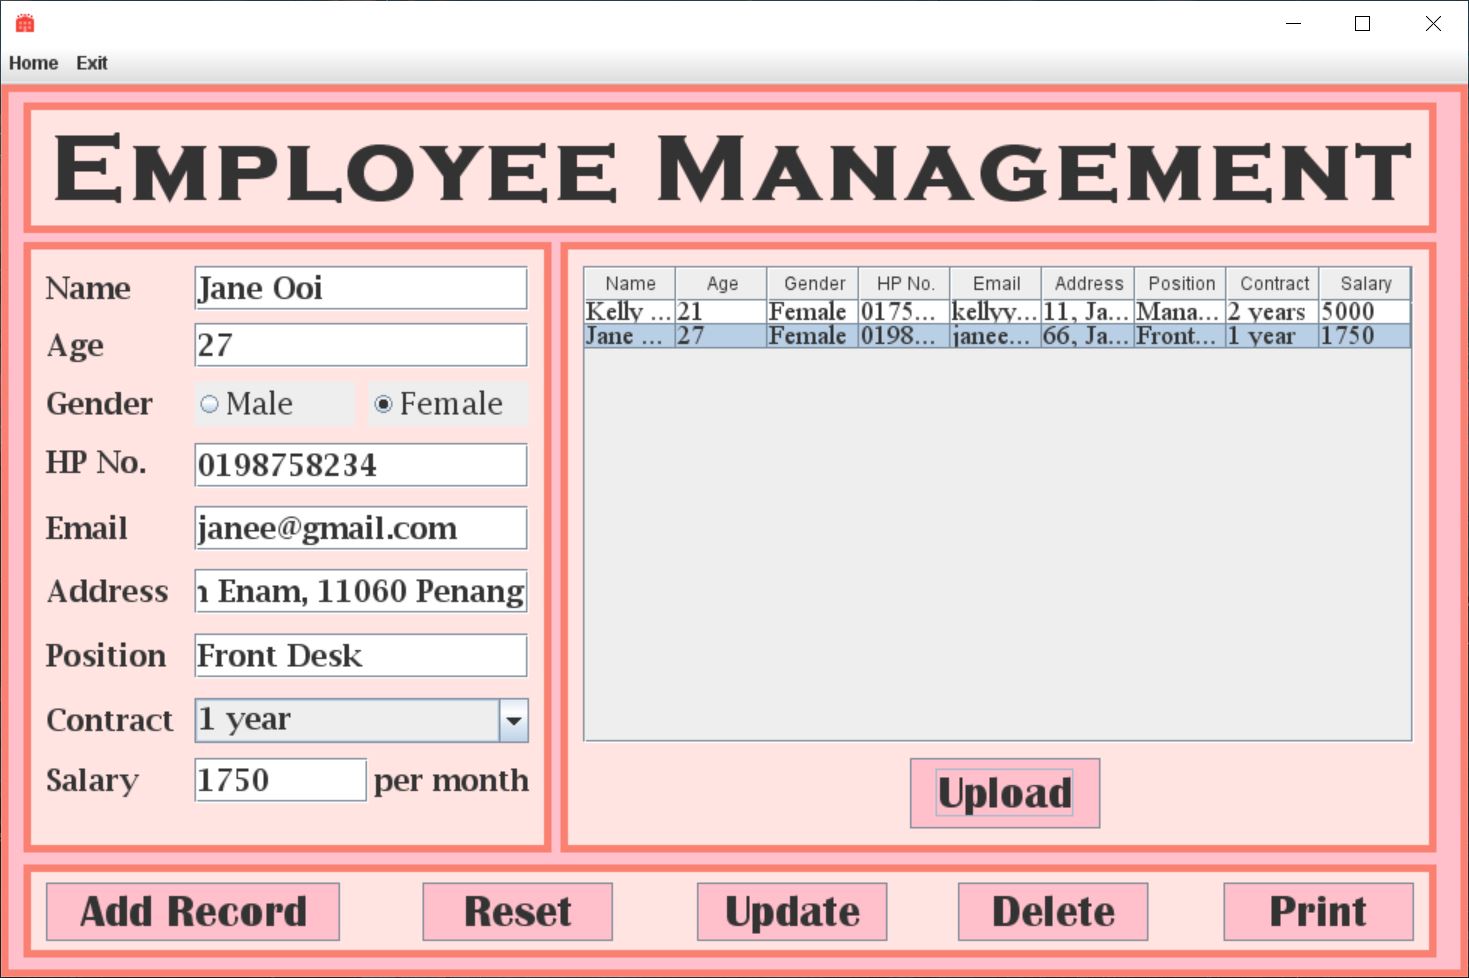 Home Exit
EMPLOYEE MANAGEMENT
Name Jane Ooi
Age 27
Gender Male Female
HP No. 0198758234
Email janee@gmail.com
Address n Enam, 11060 Penang
Position Front Desk
Contract 1 year
Salary 1750 per month
Name Age Gender HP No. Email Address Position Contract Salary
Kelly ... 21 Female 0175... kellyy... 11, Ja... Mana... 2 years 5000
Jane ... 27 Female 0198... janee... 66, Ja... Front... 1 year 1750
Upload
Add Record Reset Update Delete Print